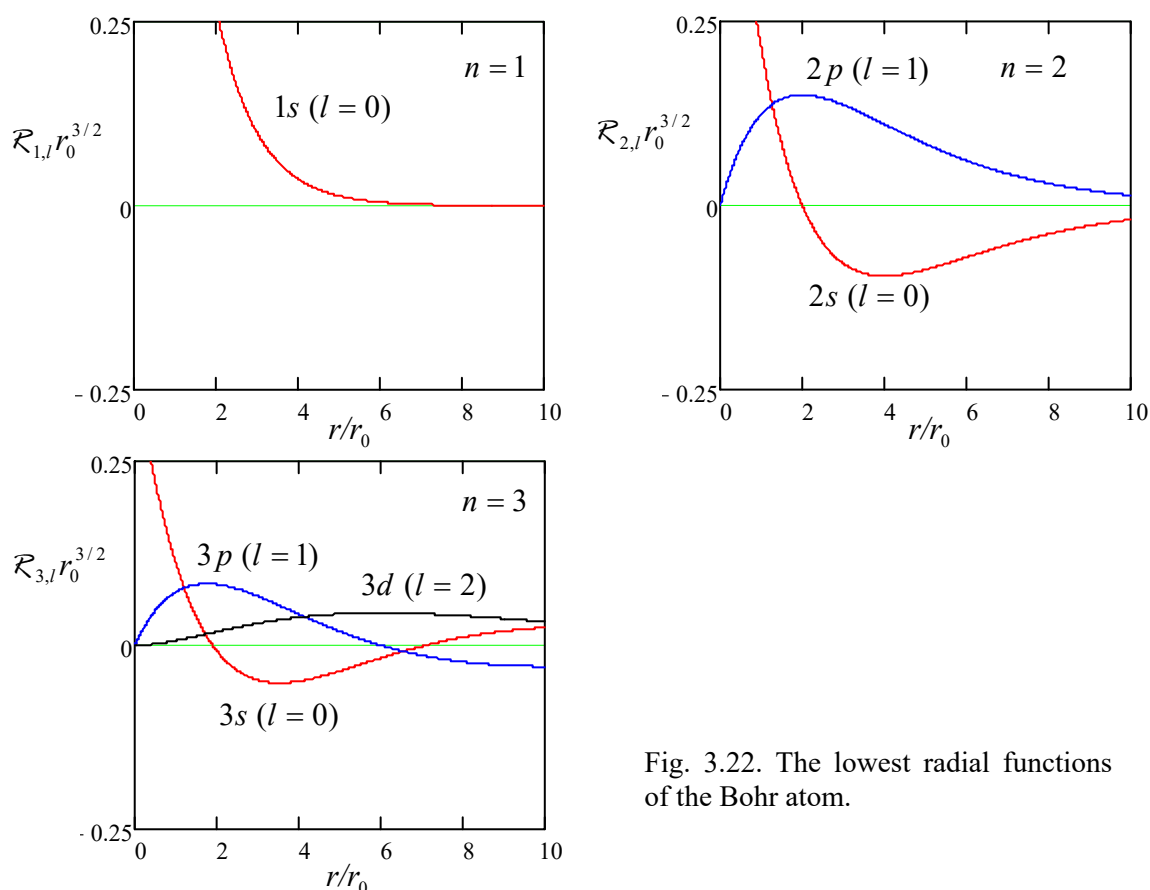 0.25
n = 1
1s (l = 0)
ℛ₁,ₗ r₀^{3/2}
0
- 0.25
0 2 4 6 8 10
r/r₀
0.25
2p (l = 1)
n = 2
ℛ₂,ₗ r₀^{3/2}
0
2s (l = 0)
- 0.25
0 2 4 6 8 10
r/r₀
0.25
n = 3
3p (l = 1)
ℛ₃,ₗ r₀^{3/2}
3d (l = 2)
0
3s (l = 0)
- 0.25
0 2 4 6 8 10
r/r₀
Fig. 3.22. The lowest radial functions
of the Bohr atom.